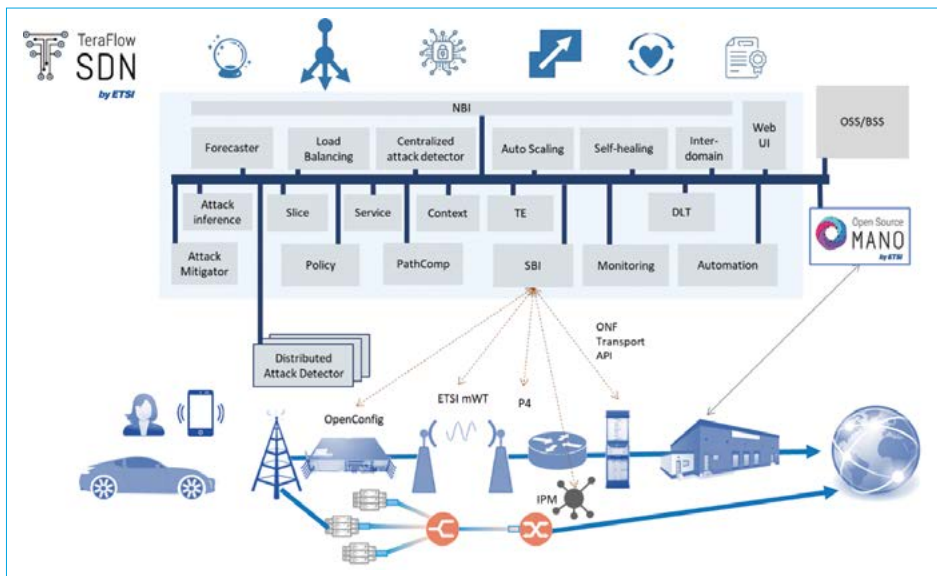 TeraFlow
SDN
by ETSI
NBI
Forecaster
Load
Balancing
Centralized
attack detector
Auto Scaling
Self-healing
Inter-
domain
Web
UI
OSS/BSS
Attack
inference
Slice
Service
Context
TE
DLT
Open Source
MANO
by ETSI
Attack
Mitigator
Policy
PathComp
SBI
Monitoring
Automation
Distributed
Attack Detector
ONF
Transport
API
OpenConfig
ETSI mWT
P4
IPM